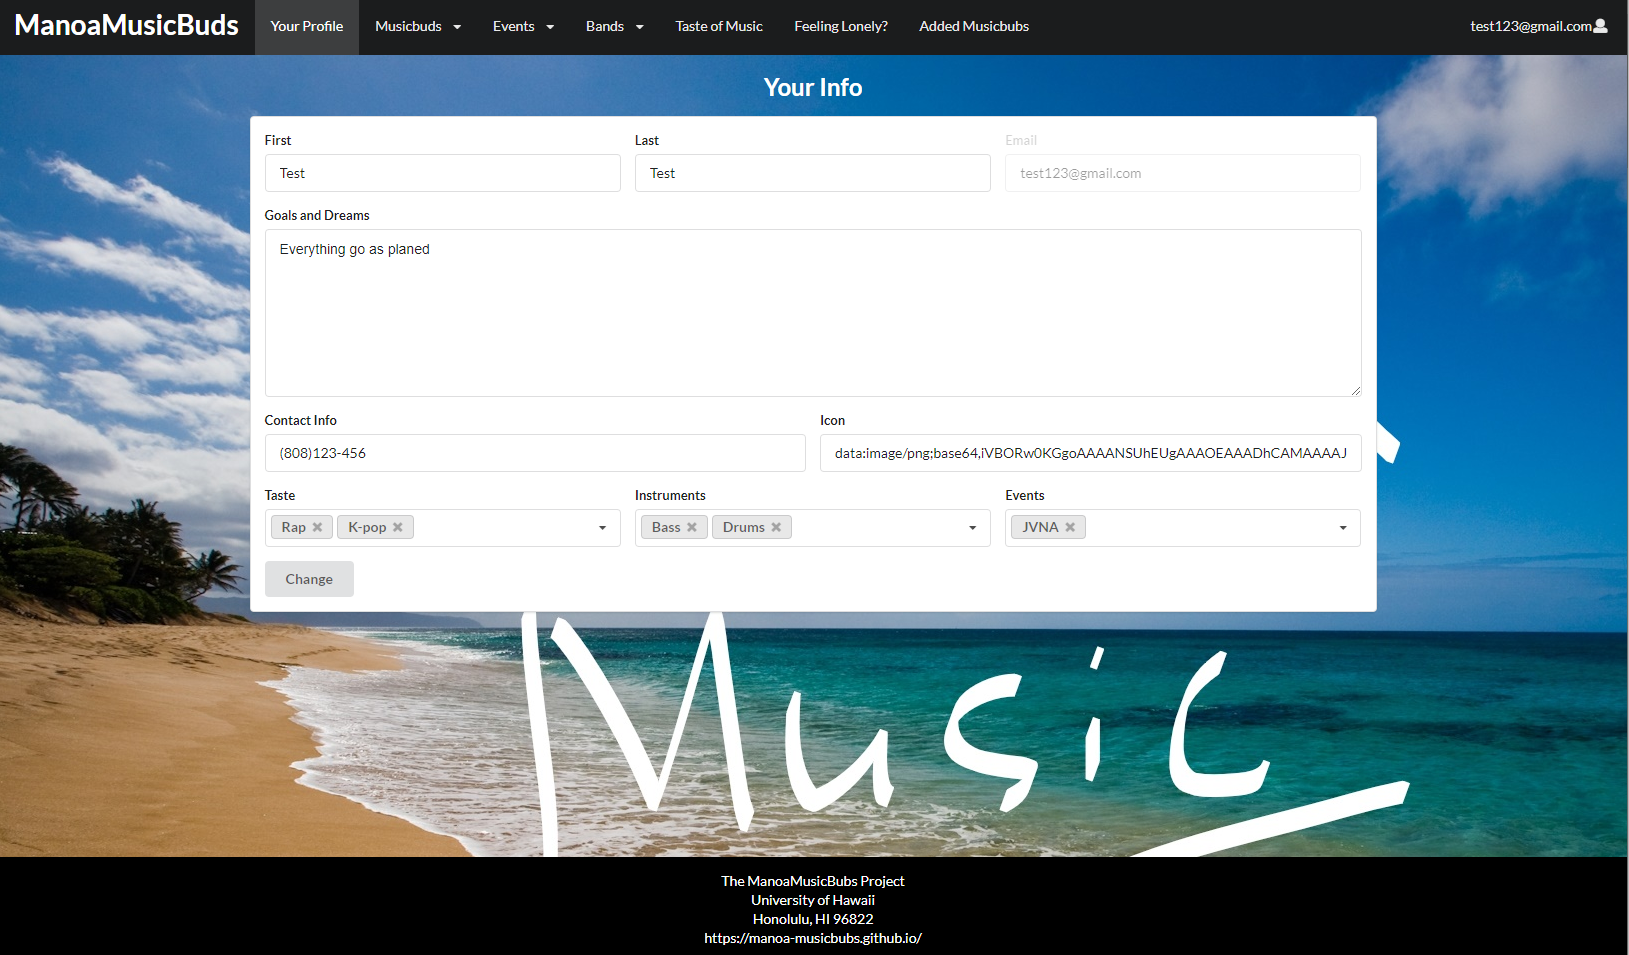 ManoaMusicBuds Your Profile Musicbuds Events Bands Taste of Music Feeling Lonely? Added Musicbubs test123@gmail.com
Your Info
First Last Email
Test Test test123@gmail.com
Goals and Dreams
Everything go as planed
Contact Info Icon
(808)123-456 data:image/png;base64,iVBORw0KGgoAAAANSUhEUgAAAOEAAADhCAMAAAAJ
Taste Instruments Events
Rap K-pop Bass Drums JVNA
Change
Music
The ManoaMusicBubs Project
University of Hawaii
Honolulu, HI 96822
https://manoa-musicbubs.github.io/